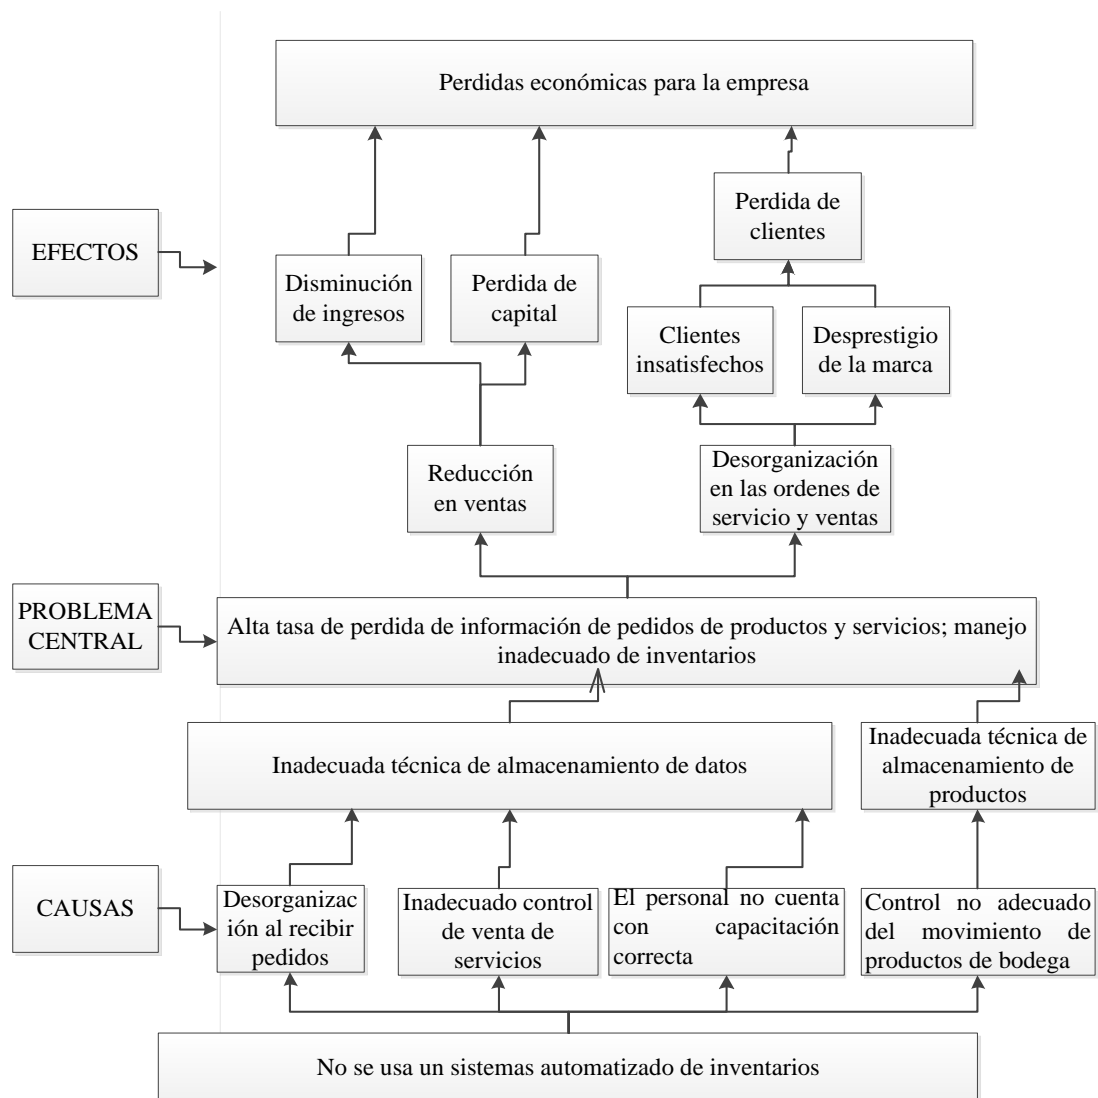 Perdidas económicas para la empresa
Perdida de
clientes
EFECTOS
Disminución
de ingresos
Perdida de
capital
Clientes
insatisfechos
Desprestigio
de la marca
Reducción
en ventas
Desorganización
en las ordenes de
servicio y ventas
PROBLEMA
CENTRAL
Alta tasa de perdida de información de pedidos de productos y servicios; manejo
inadecuado de inventarios
Inadecuada técnica de almacenamiento de datos
Inadecuada técnica de
almacenamiento de
productos
CAUSAS
Desorganizac
ión al recibir
pedidos
Inadecuado control
de venta de
servicios
El personal no cuenta
con capacitación
correcta
Control no adecuado
del movimiento de
productos de bodega
No se usa un sistemas automatizado de inventarios